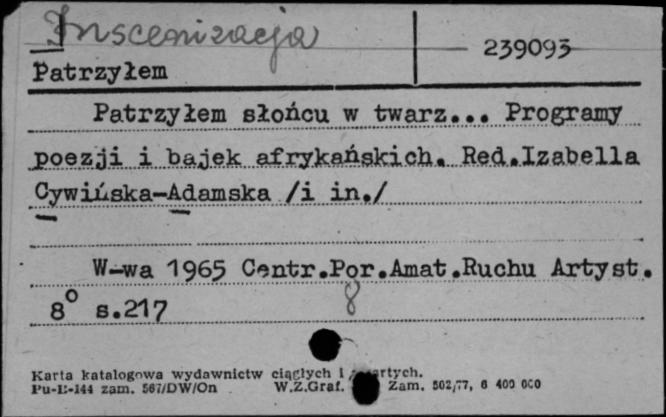 Inscenizacja
239093
Patrzyłem
Patrzyłem słońcu w twarz... Programy
poezji i bajek afrykańskich. Red.Izabella
Cywińska-Adamska /i in./
W-wa 1965 Centr.Por.Amat.Ruchu Artyst.
8° s.217
8
Karta katalogowa wydawnictw ciągłych i
Pu-E-144 zam. 567/DW/On W.Z.Graf. Zam. 502/77, 6 400 000